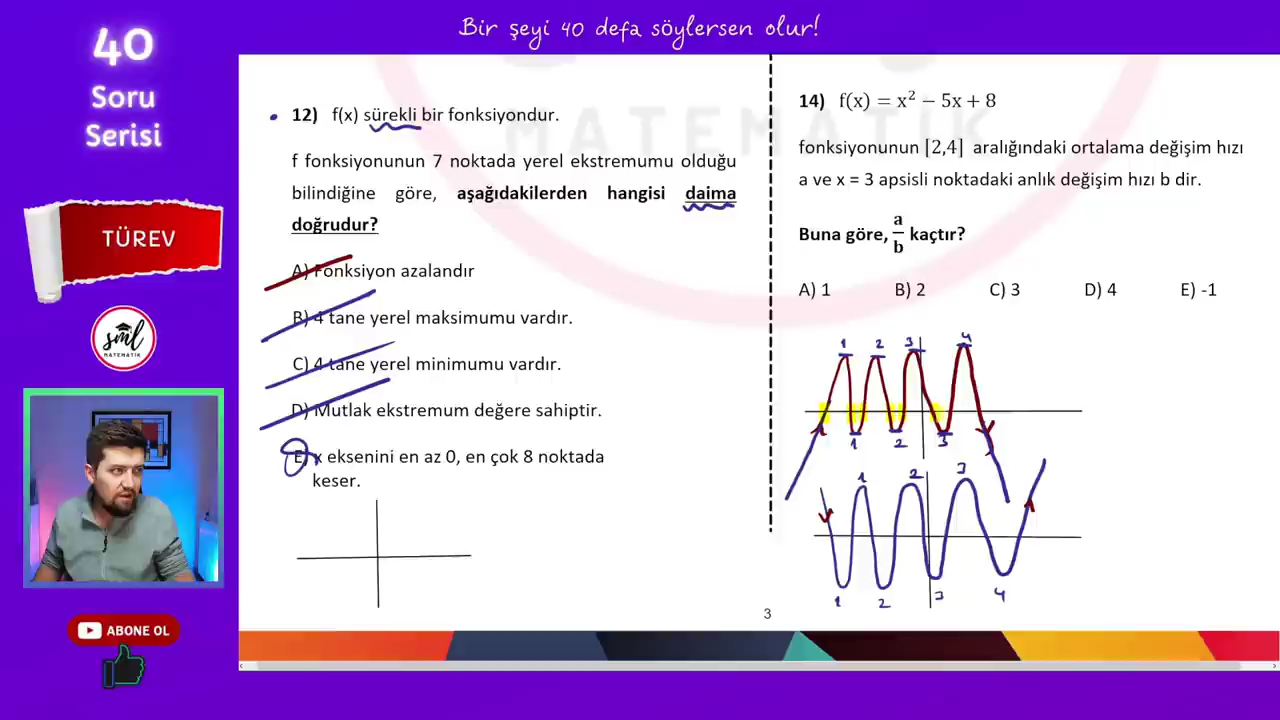 Bir şeyi 40 defa söylersen olur!
40
Soru
Serisi
TÜREV
sml
MATEMATİK
ABONE OL
MATEMATİK
12) f(x) sürekli bir fonksiyondur.
f fonksiyonunun 7 noktada yerel ekstremumu olduğu
bilindiğine göre, aşağıdakilerden hangisi daima
doğrudur?
A) Fonksiyon azalandır
B) 4 tane yerel maksimumu vardır.
C) 4 tane yerel minimumu vardır.
D) Mutlak ekstremum değere sahiptir.
E) x eksenini en az 0, en çok 8 noktada
keser.
14) f(x) = x² − 5x + 8
fonksiyonunun [2,4] aralığındaki ortalama değişim hızı
a ve x = 3 apsisli noktadaki anlık değişim hızı b dir.
Buna göre, a/b kaçtır?
A) 1 B) 2 C) 3 D) 4 E) -1
1 2 3 4
1 2 3
1 2 3
1 2 3 4
3